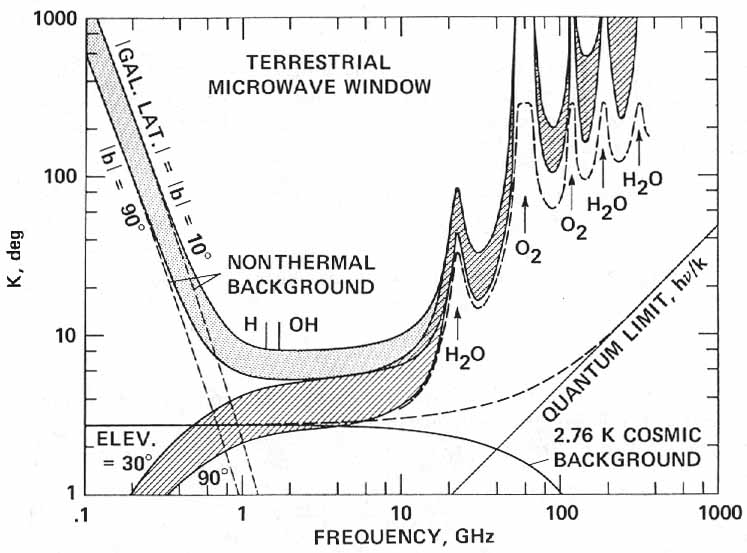 1000
100
10
1
K, deg
TERRESTRIAL
MICROWAVE WINDOW
|GAL. LAT.| = |b| = 10°
|b| = 90°
NONTHERMAL
BACKGROUND
H OH
H2O
O2
O2
H2O
H2O
QUANTUM LIMIT, hν/k
2.76 K COSMIC
BACKGROUND
ELEV.
= 30°
90°
.1 1 10 100 1000
FREQUENCY, GHz